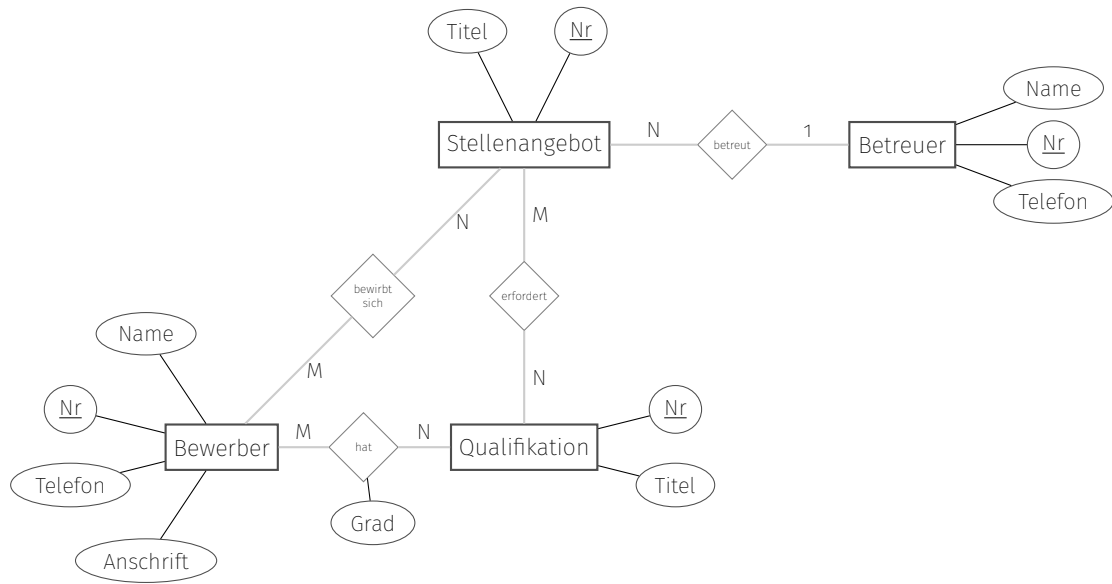 Titel
Nr
Name
Stellenangebot
N
betreut
1
Betreuer
Nr
Telefon
N
M
bewirbt
sich
erfordert
Name
M
N
Nr
Nr
Bewerber
M
hat
N
Qualifikation
Telefon
Titel
Grad
Anschrift